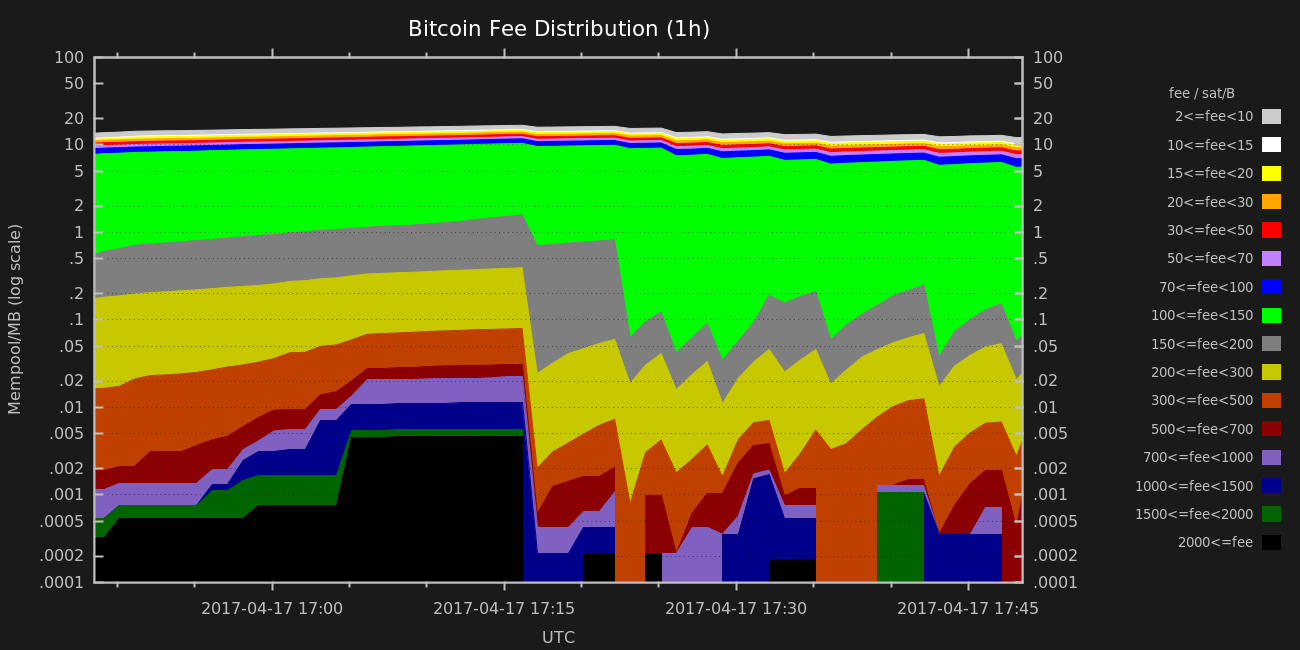 Bitcoin Fee Distribution (1h)
100
50
20
10
5
2
1
.5
.2
.1
.05
.02
.01
.005
.002
.001
.0005
.0002
.0001
Mempool/MB (log scale)
100
50
20
10
5
2
1
.5
.2
.1
.05
.02
.01
.005
.002
.001
.0005
.0002
.0001
2017-04-17 17:00 2017-04-17 17:15 2017-04-17 17:30 2017-04-17 17:45
UTC
fee / sat/B
2<=fee<10
10<=fee<15
15<=fee<20
20<=fee<30
30<=fee<50
50<=fee<70
70<=fee<100
100<=fee<150
150<=fee<200
200<=fee<300
300<=fee<500
500<=fee<700
700<=fee<1000
1000<=fee<1500
1500<=fee<2000
2000<=fee